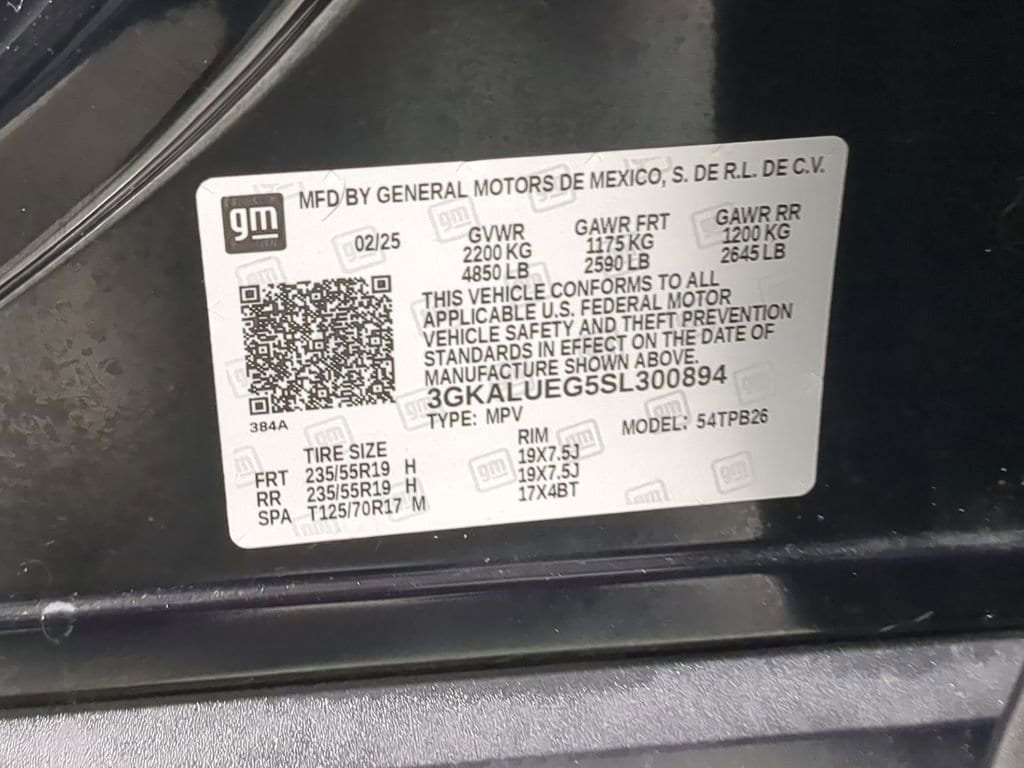 MFD BY GENERAL MOTORS DE MEXICO, S. DE R.L. DE C.V.
gm
02/25
GVWR GAWR FRT GAWR RR
2200 KG 1175 KG 1200 KG
4850 LB 2590 LB 2645 LB
THIS VEHICLE CONFORMS TO ALL
APPLICABLE U.S. FEDERAL MOTOR
VEHICLE SAFETY AND THEFT PREVENTION
STANDARDS IN EFFECT ON THE DATE OF
MANUFACTURE SHOWN ABOVE.
3GKALUEG5SL300894
384A
TYPE: MPV MODEL: 54TPB26
TIRE SIZE RIM
FRT 235/55R19 H 19X7.5J
RR 235/55R19 H 19X7.5J
SPA T125/70R17 M 17X4BT